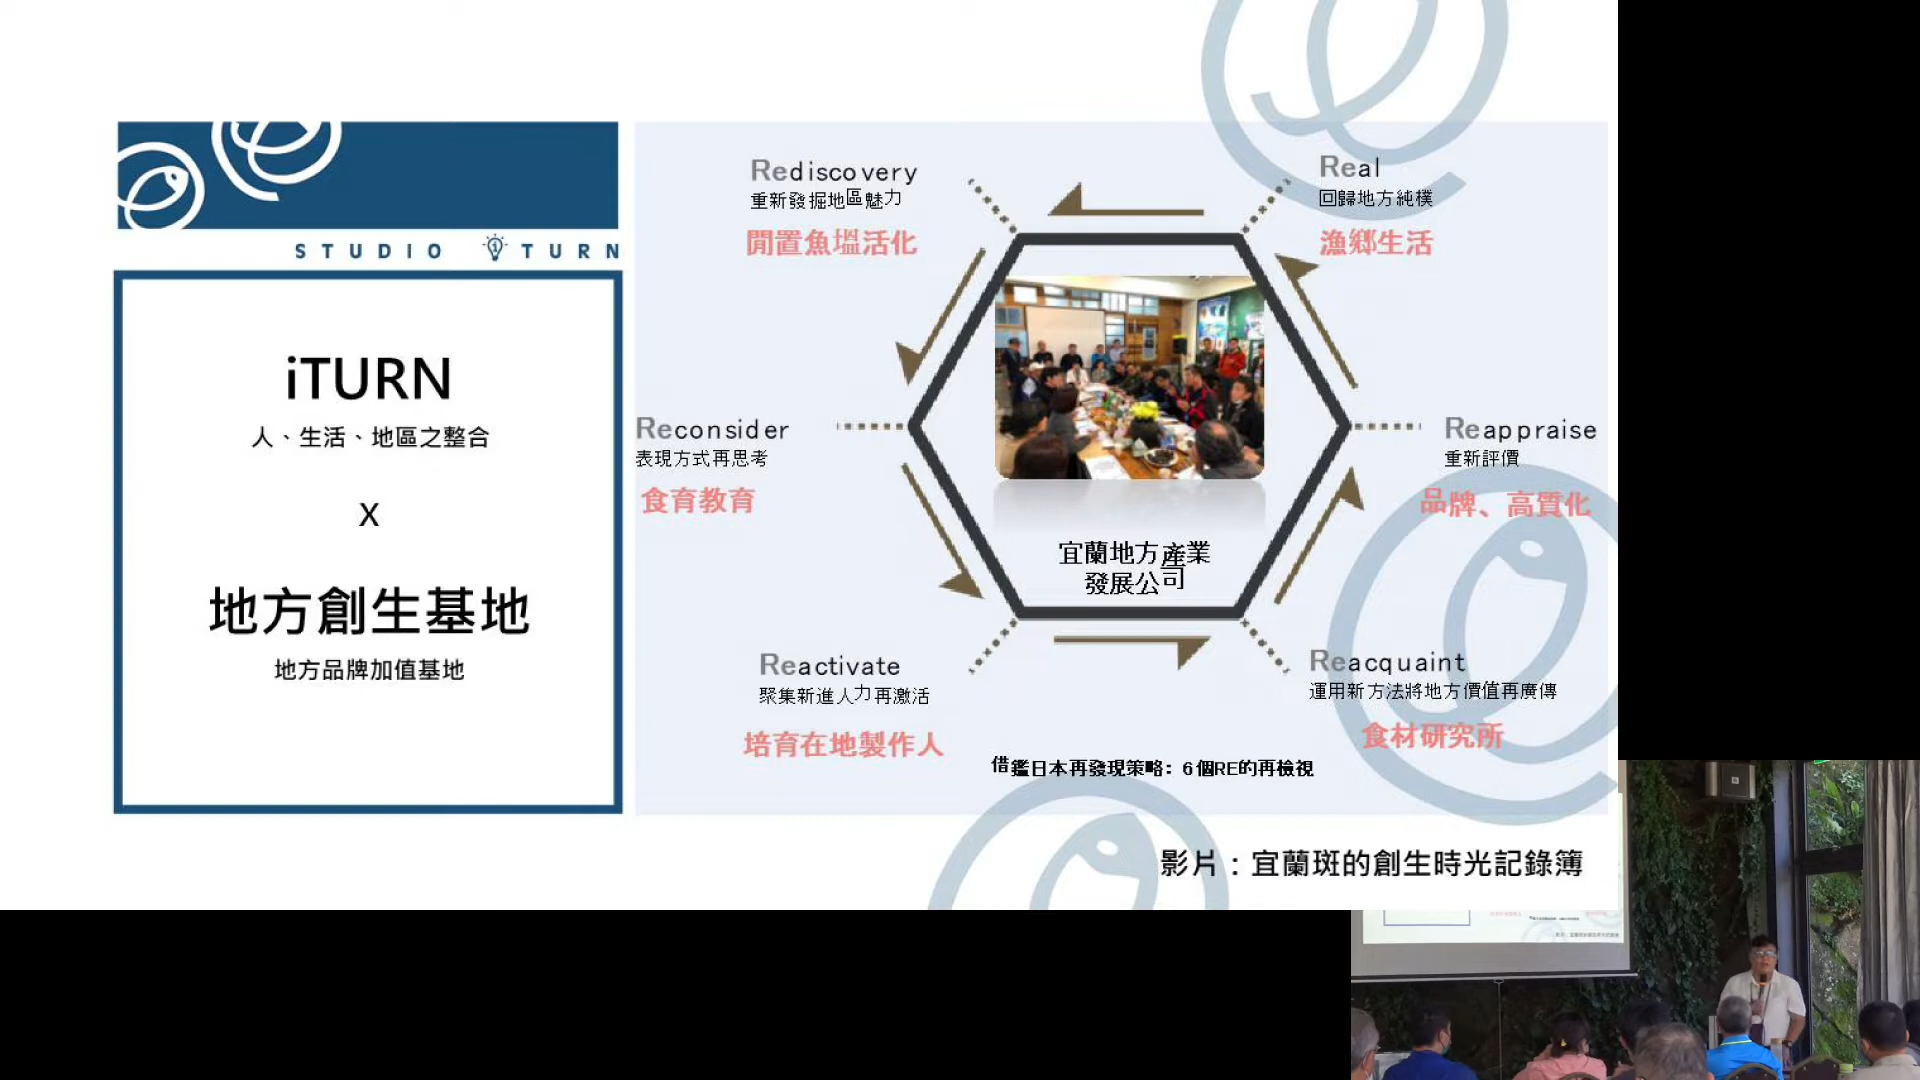 STUDIO iTURN
iTURN
人、生活、地區之整合
X
地方創生基地
地方品牌加值基地
Rediscovery
重新發掘地區魅力
閒置魚塭活化
Real
回歸地方純樸
漁鄉生活
Reconsider
表現方式再思考
食育教育
Reappraise
重新評價
品牌、高質化
宜蘭地方產業
發展公司
Reactivate
聚集新進人力再激活
培育在地製作人
Reacquaint
運用新方法將地方價值再廣傳
食材研究所
借鑑日本再發現策略：6個RE的再檢視
影片：宜蘭斑的創生時光記錄簿